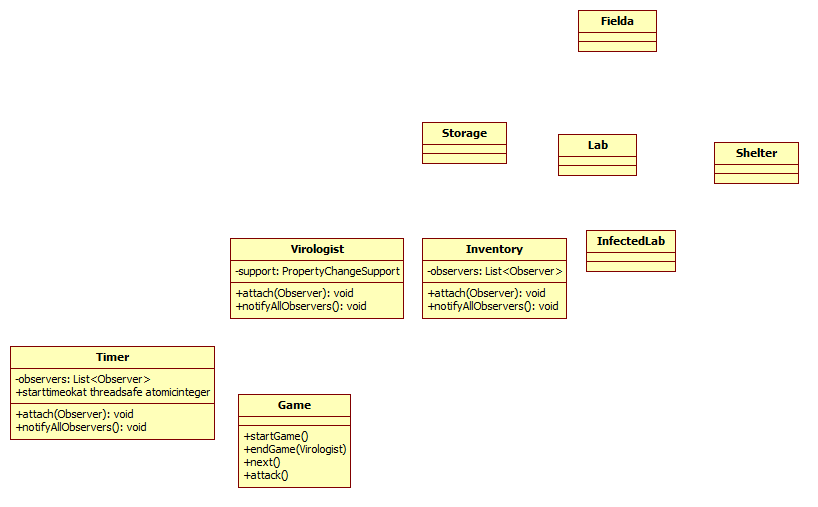 Fielda
Storage
Lab
Shelter
Virologist
-support: PropertyChangeSupport
+attach(Observer): void
+notifyAllObservers(): void
Inventory
-observers: List<Observer>
+attach(Observer): void
+notifyAllObservers(): void
InfectedLab
Timer
-observers: List<Observer>
+starttimeokat threadsafe atomicinteger
+attach(Observer): void
+notifyAllObservers(): void
Game
+startGame()
+endGame(Virologist)
+next()
+attack()